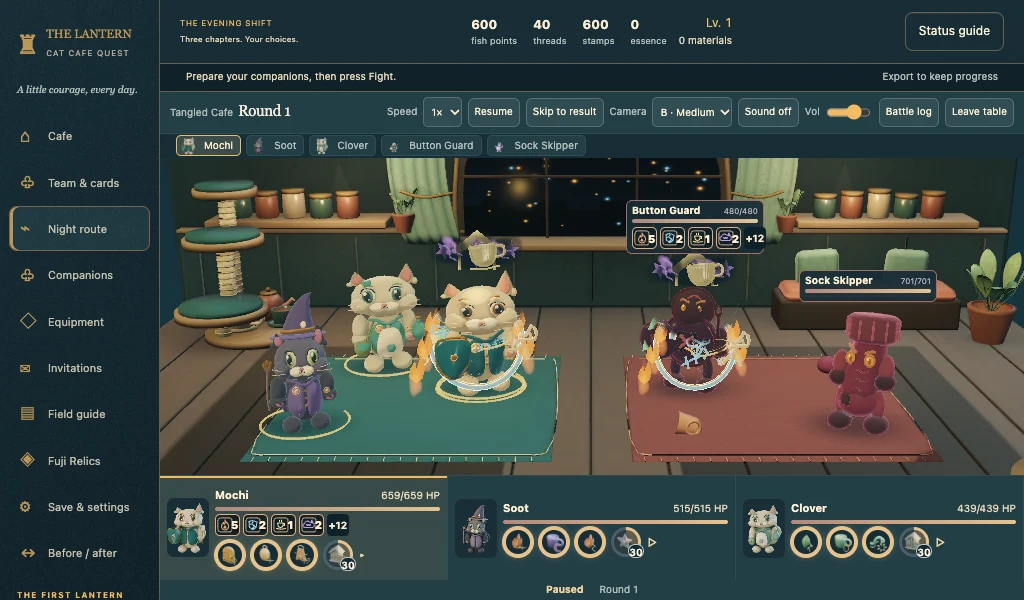 THE LANTERN
CAT CAFE QUEST
A little courage, every day.
Cafe
Team & cards
Night route
Companions
Equipment
Invitations
Field guide
Fuji Relics
Save & settings
Before / after
THE FIRST LANTERN
THE EVENING SHIFT
Three chapters. Your choices.
600 fish points
40 threads
600 stamps
0 essence
Lv. 1
0 materials
Status guide
Prepare your companions, then press Fight.
Export to keep progress
Tangled Cafe Round 1
Speed 1x Resume Skip to result Camera B · Medium Sound off Vol Battle log Leave table
Mochi Soot Clover Button Guard Sock Skipper
Button Guard 480/480
5 2 1 2 +12
Sock Skipper 701/701
Mochi 659/659 HP
5 2 1 2 +12
30
Soot 515/515 HP
30
Clover 439/439 HP
30
Paused Round 1